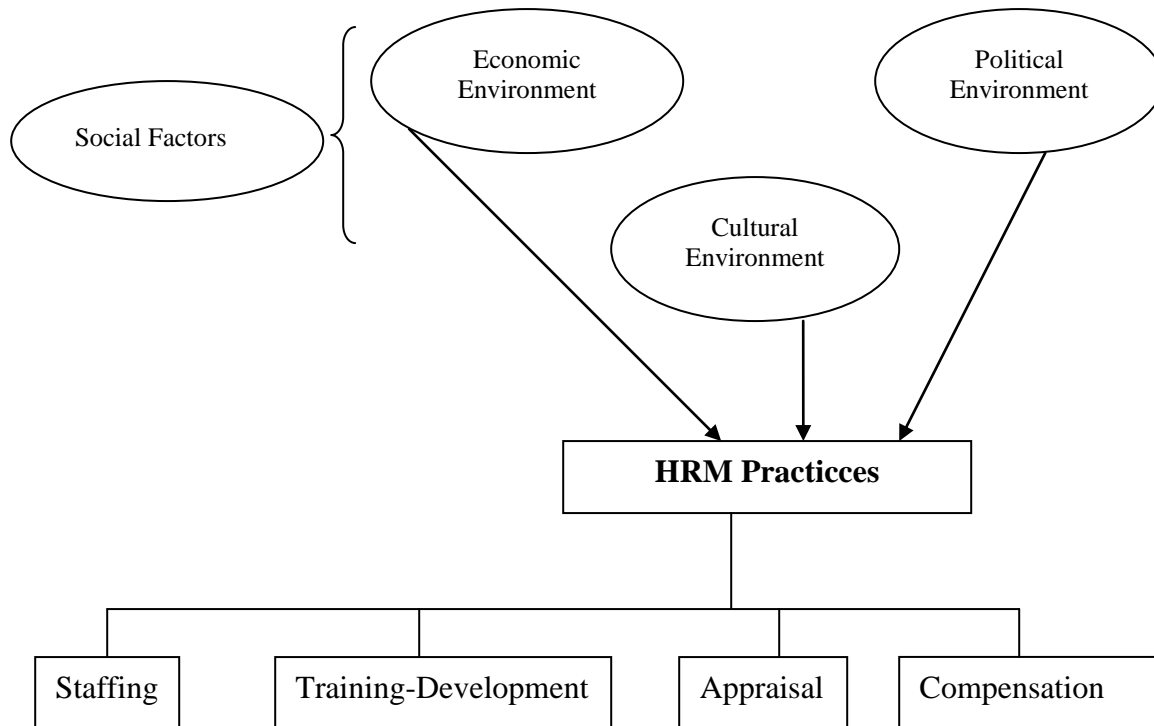 Economic
Environment
Political
Environment
Social Factors
Cultural
Environment
HRM Practicces
Staffing
Training-Development
Appraisal
Compensation